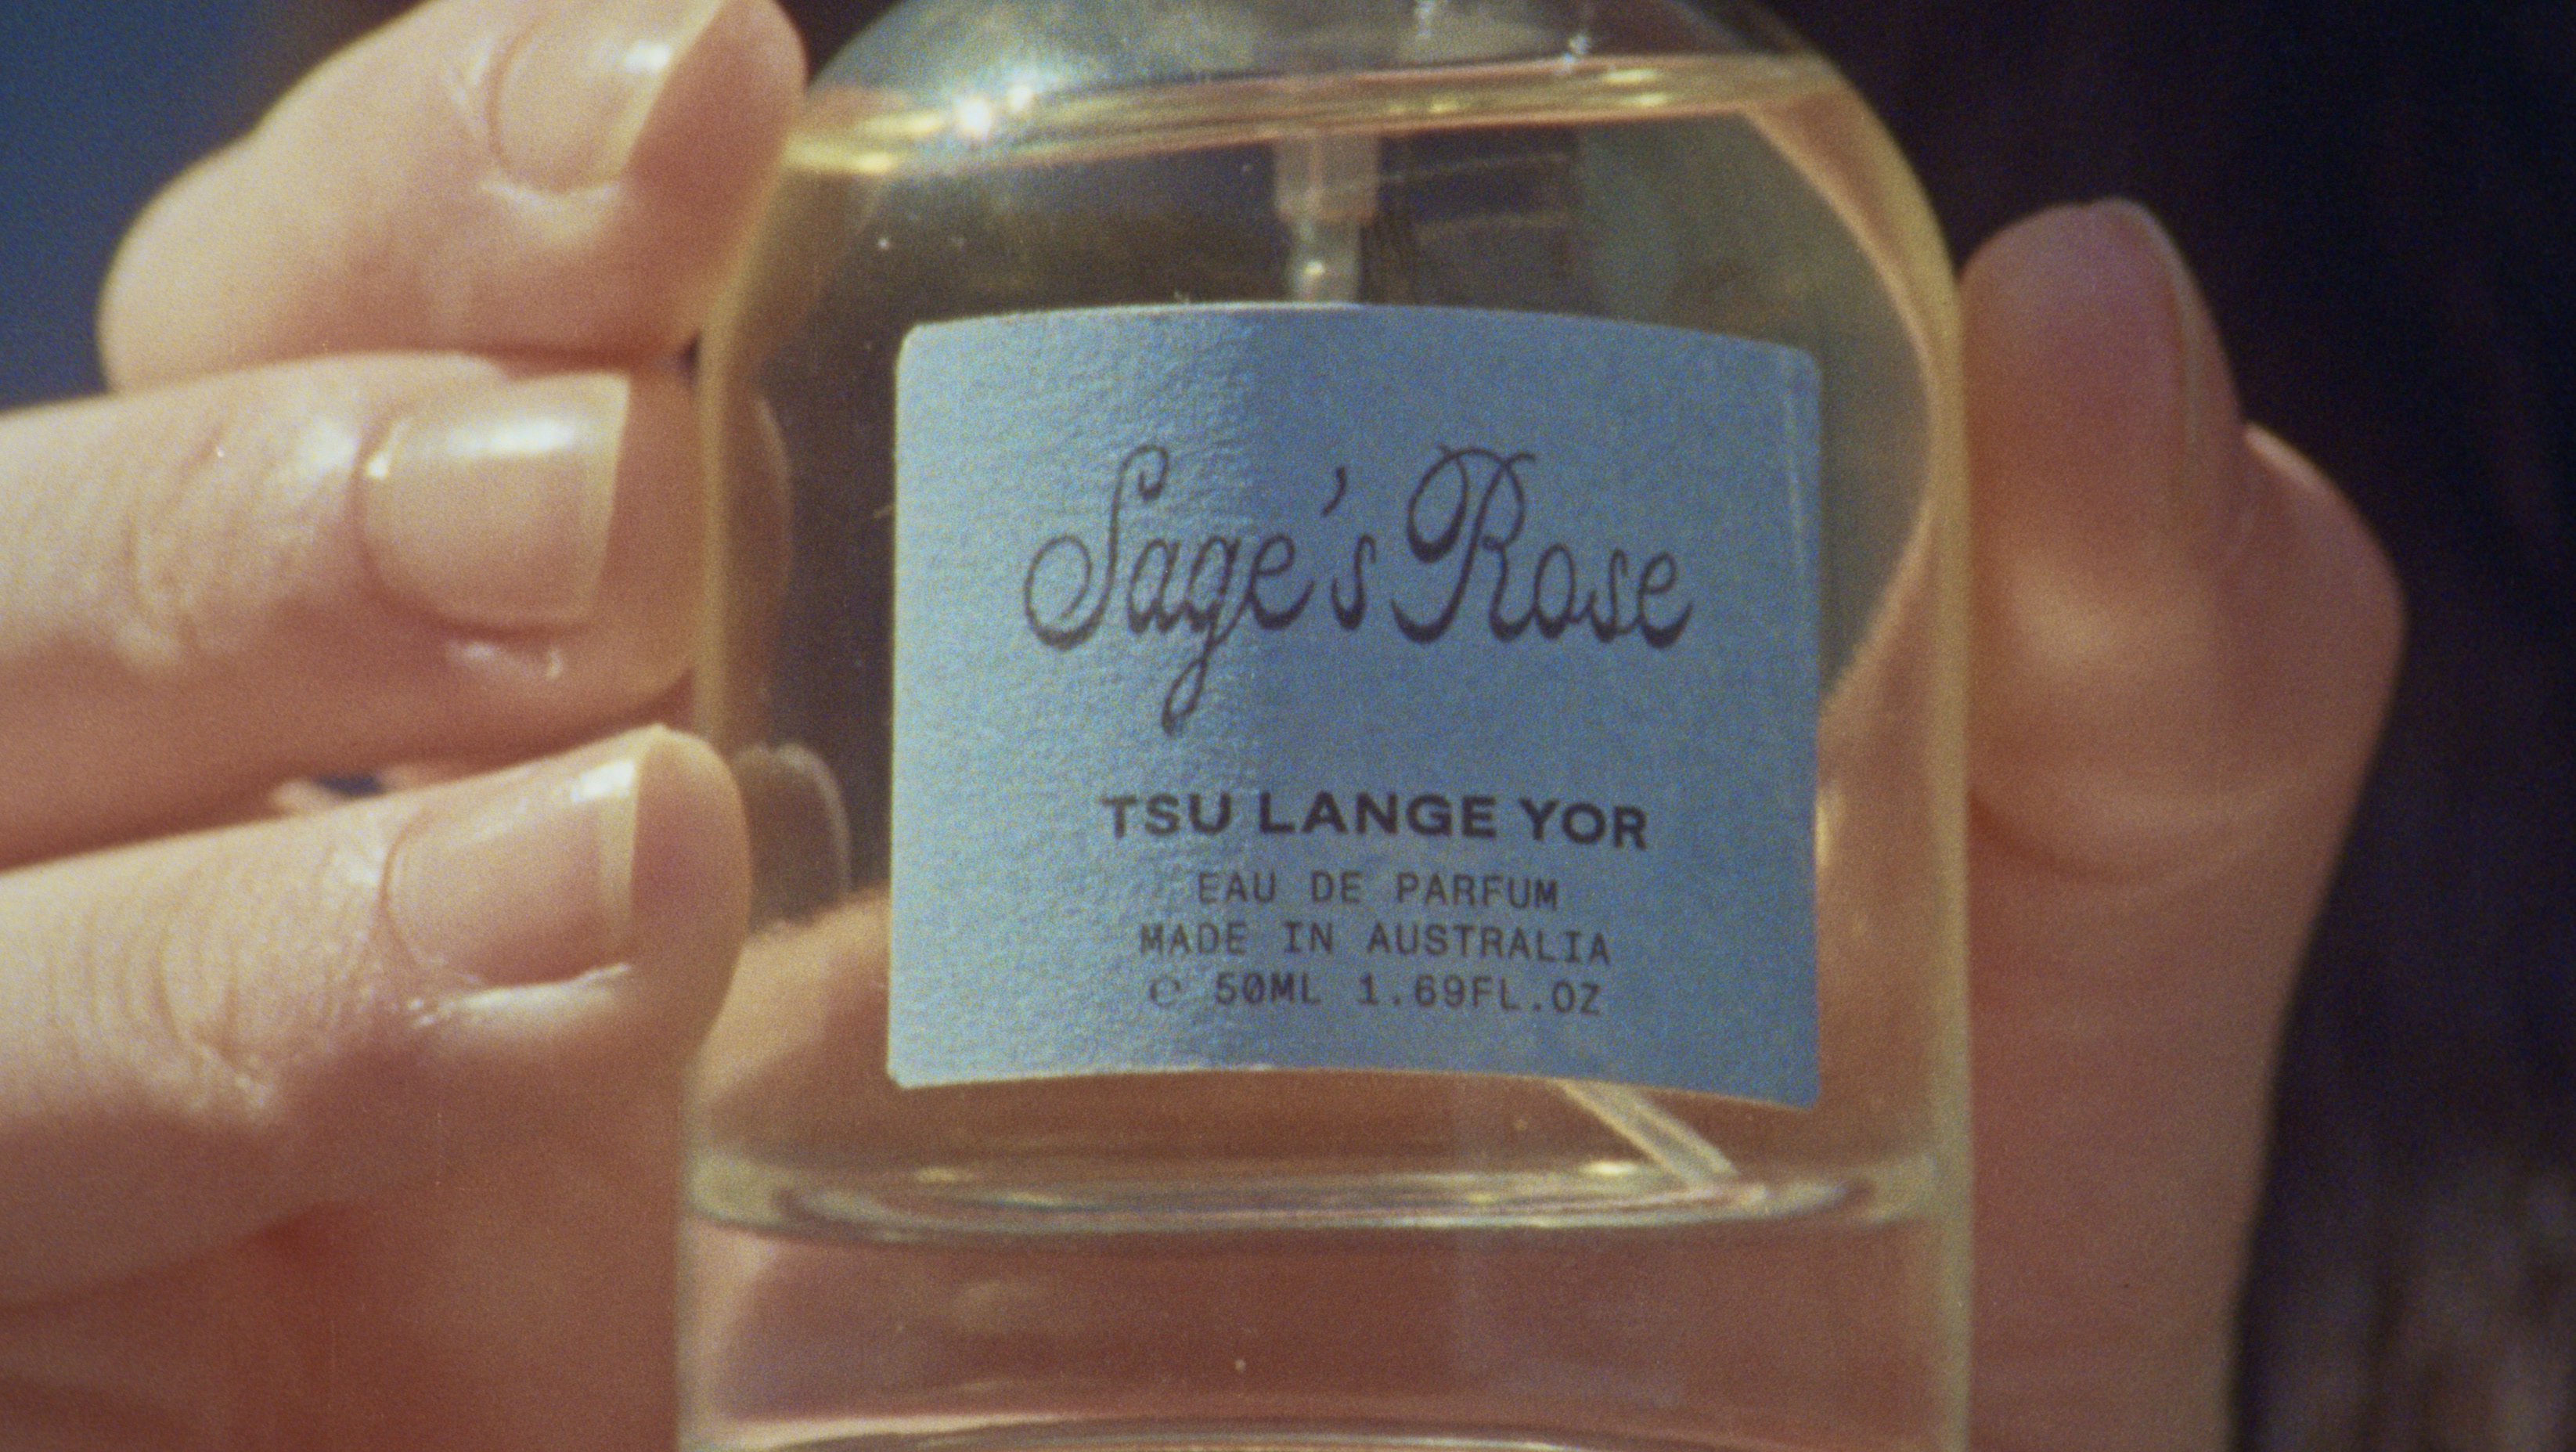 Sage's Rose
TSU LANGE YOR
EAU DE PARFUM
MADE IN AUSTRALIA
℮ 50ML 1.69FL.OZ